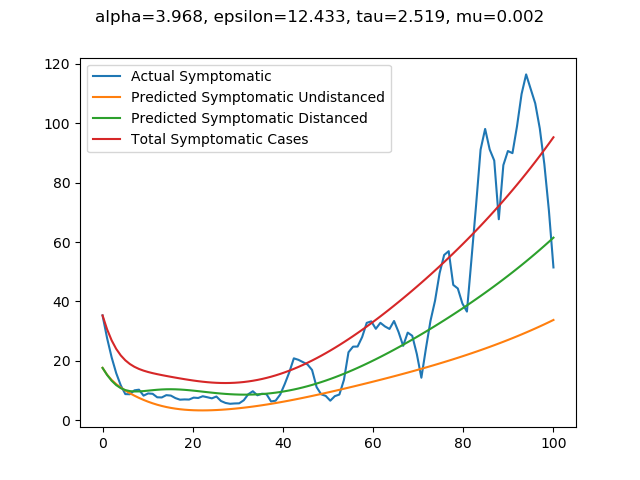 alpha=3.968, epsilon=12.433, tau=2.519, mu=0.002
120
100
80
60
40
20
0
Actual Symptomatic
Predicted Symptomatic Undistanced
Predicted Symptomatic Distanced
Total Symptomatic Cases
0 20 40 60 80 100